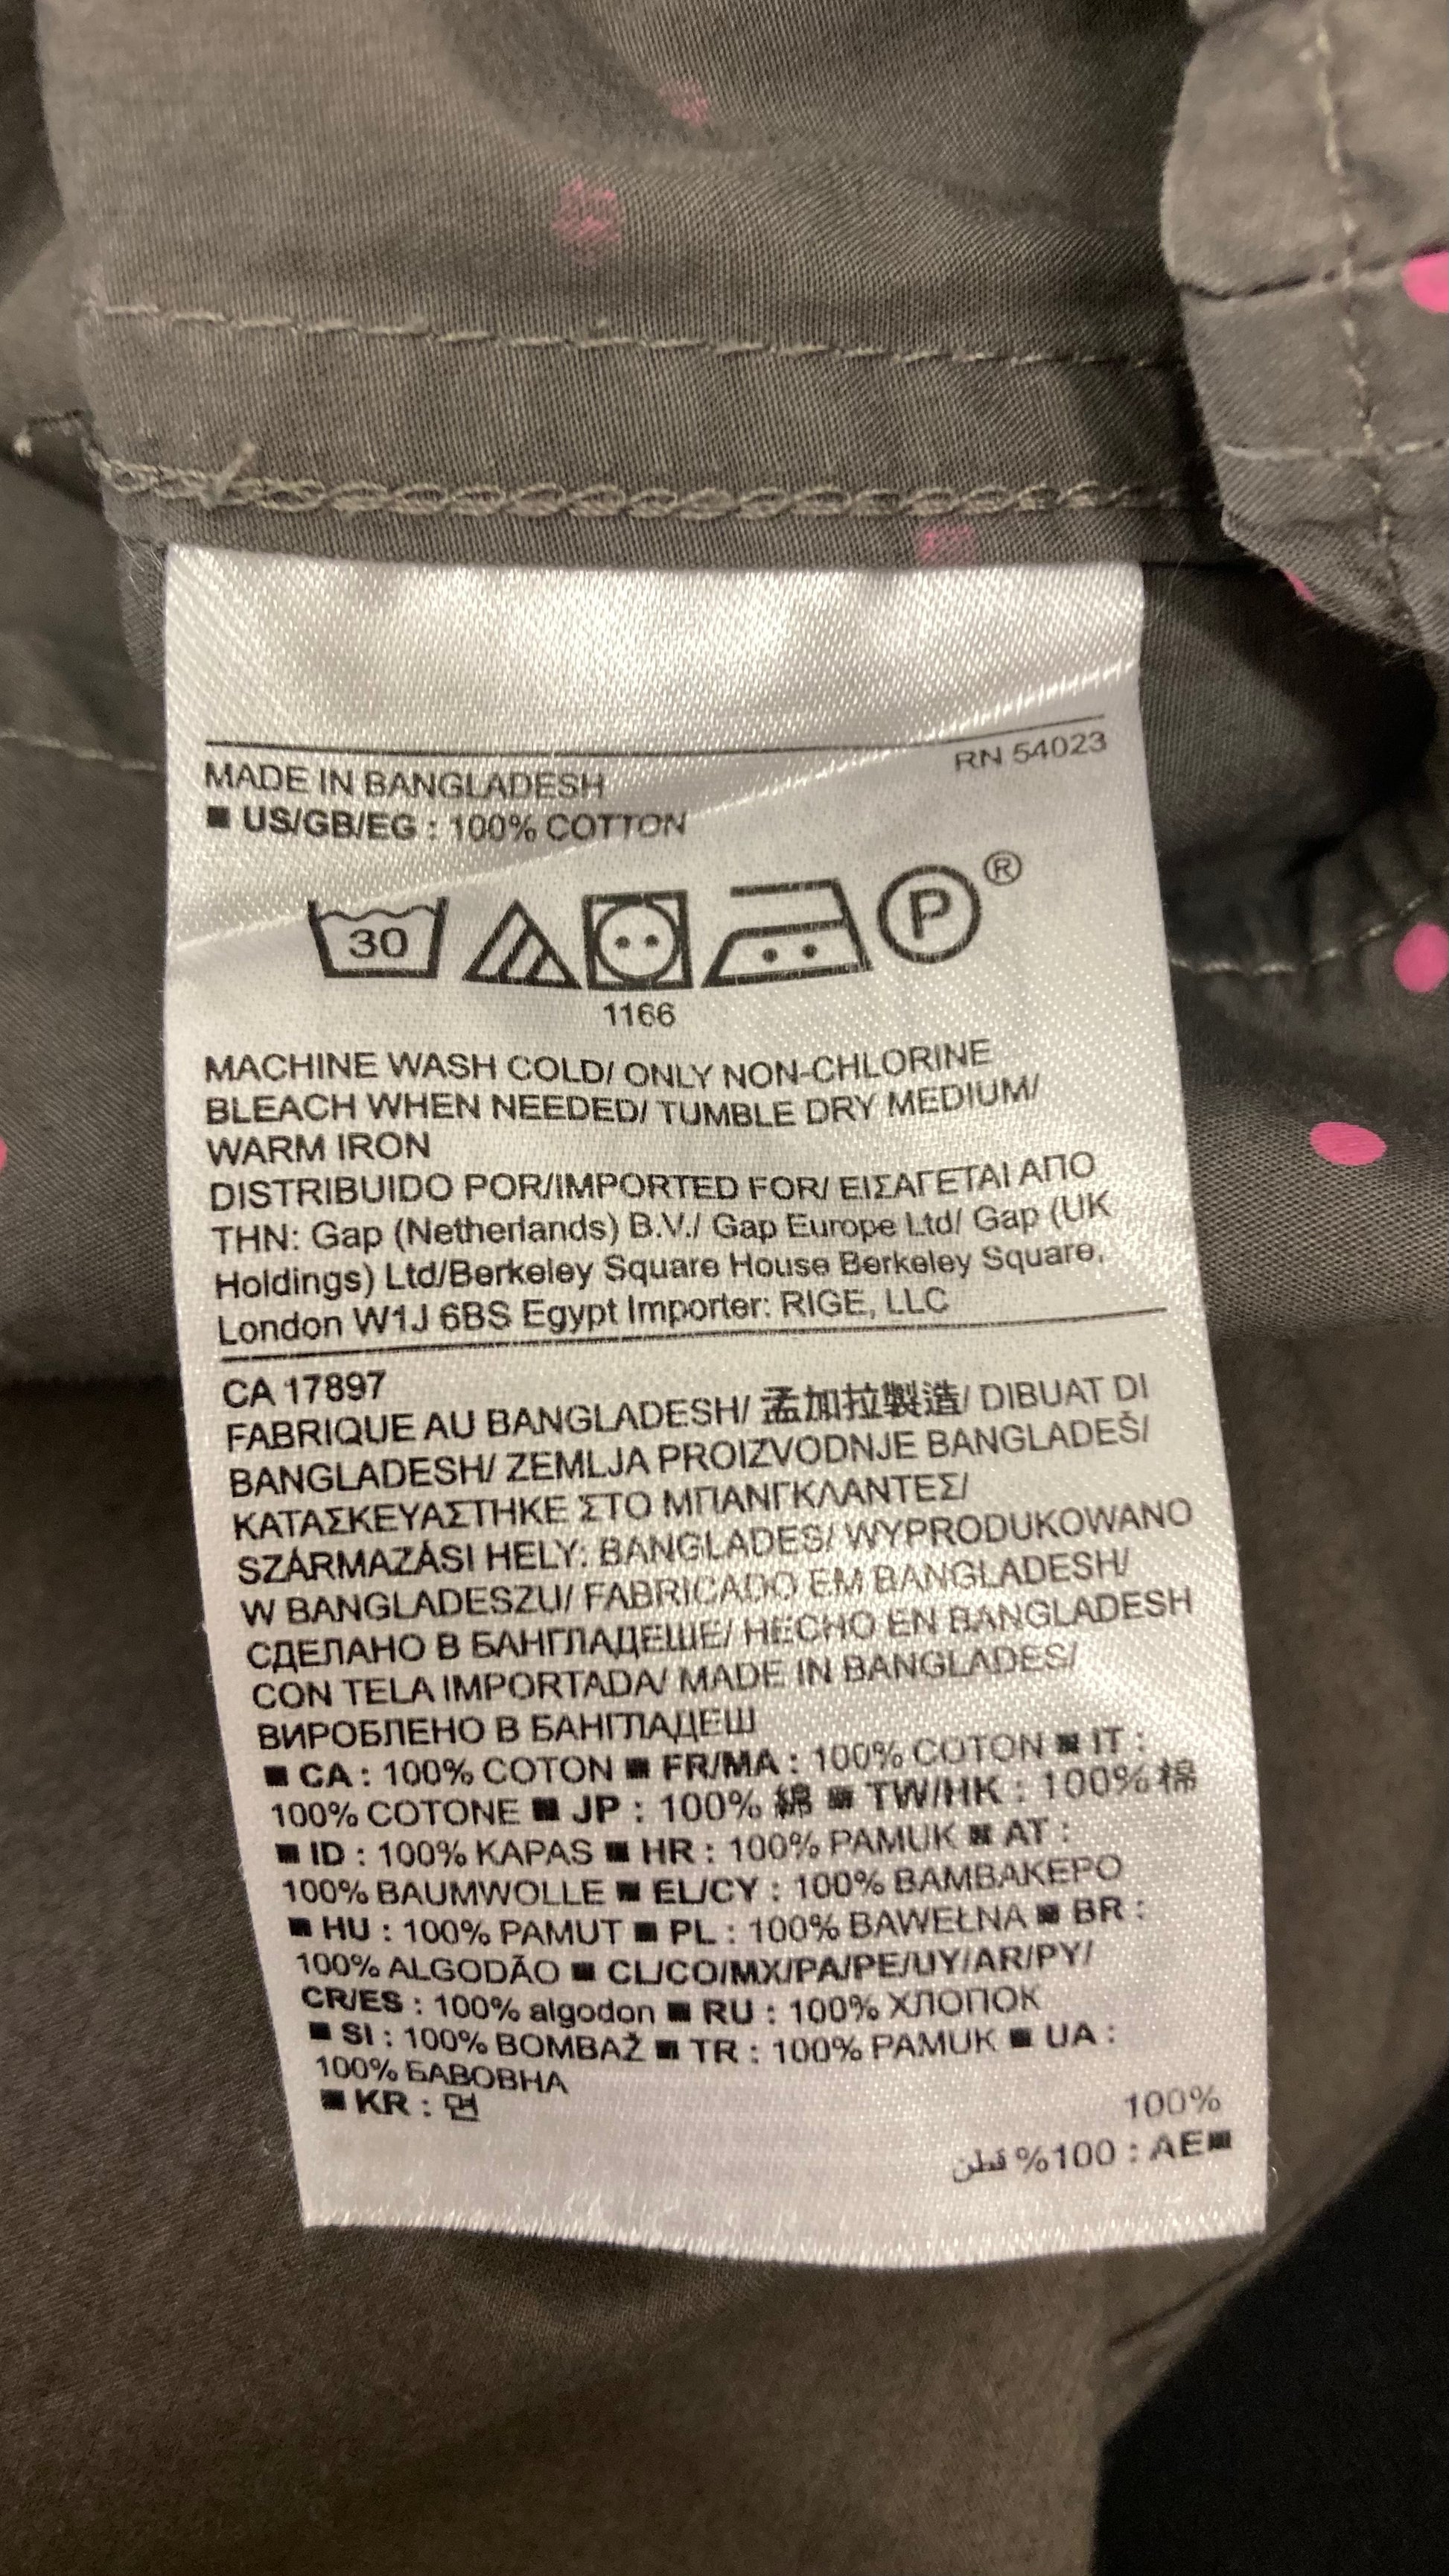 RN 54023
MADE IN BANGLADESH
■ US/GB/EG : 100% COTTON
30
P
®
1166
MACHINE WASH COLD/ ONLY NON-CHLORINE
BLEACH WHEN NEEDED/ TUMBLE DRY MEDIUM/
WARM IRON
DISTRIBUIDO POR/IMPORTED FOR/ ΕΙΣΑΓΕΤΑΙ ΑΠΟ
THN: Gap (Netherlands) B.V./ Gap Europe Ltd/ Gap (UK
Holdings) Ltd/Berkeley Square House Berkeley Square,
London W1J 6BS Egypt Importer: RIGE, LLC
CA 17897
FABRIQUE AU BANGLADESH/ 孟加拉製造/ DIBUAT DI
BANGLADESH/ ZEMLJA PROIZVODNJE BANGLADEŠ/
ΚΑΤΑΣΚΕΥΑΣΤΗΚΕ ΣΤΟ ΜΠΑΝΓΚΛΑΝΤΕΣ/
SZÁRMAZÁSI HELY: BANGLADES/ WYPRODUKOWANO
W BANGLADESZU/ FABRICADO EM BANGLADESH/
СДЕЛАНО В БАНГЛАДЕШЕ/ HECHO EN BANGLADESH
CON TELA IMPORTADA/ MADE IN BANGLADES/
ВИРОБЛЕНО В БАНГЛАДЕШ
■ CA : 100% COTON ■ FR/MA : 100% COTON ■ IT :
100% COTONE ■ JP : 100% 綿 ■ TW/HK : 100% 棉
■ ID : 100% KAPAS ■ HR : 100% PAMUK ■ AT :
100% BAUMWOLLE ■ EL/CY : 100% ΒΑΜΒΑΚΕΡΟ
■ HU : 100% PAMUT ■ PL : 100% BAWEŁNA ■ BR :
100% ALGODÃO ■ CL/CO/MX/PA/PE/UY/AR/PY/
CR/ES : 100% algodon ■ RU : 100% ХЛОПОК
■ SI : 100% BOMBAŽ ■ TR : 100% PAMUK ■ UA :
100% БАВОВНА
■ KR : 면
100%
■AE : 100% قطن